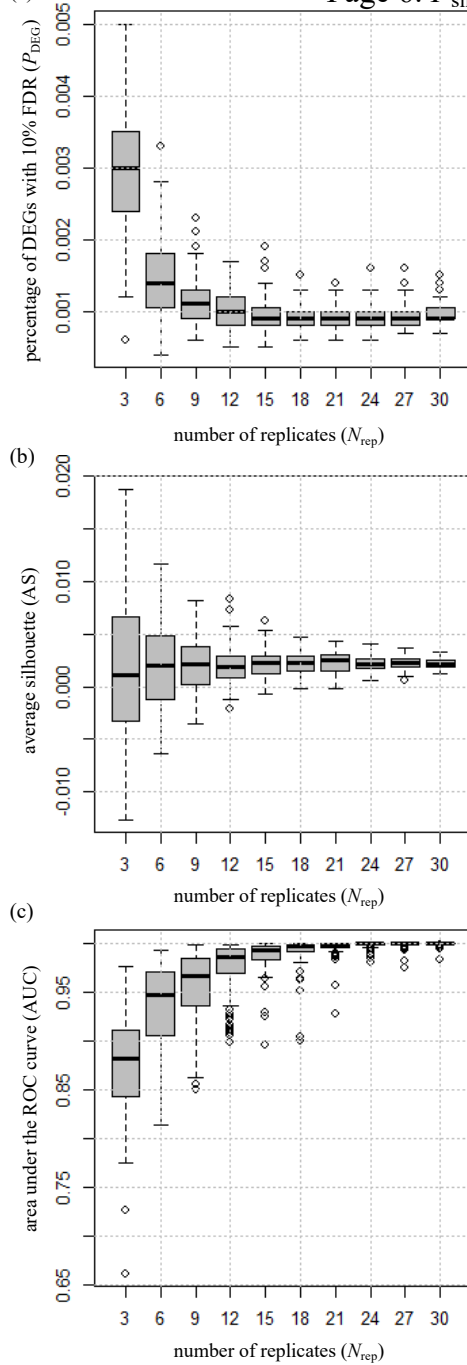 Page 6: P
percentage of DEGs with 10% FDR (PDEG)
0.005
0.004
0.003
0.002
0.001
3 6 9 12 15 18 21 24 27 30
number of replicates (Nrep)
(b)
average silhouette (AS)
0.020
0.010
0.000
-0.010
3 6 9 12 15 18 21 24 27 30
number of replicates (Nrep)
(c)
area under the ROC curve (AUC)
0.95
0.85
0.75
0.65
3 6 9 12 15 18 21 24 27 30
number of replicates (Nrep)